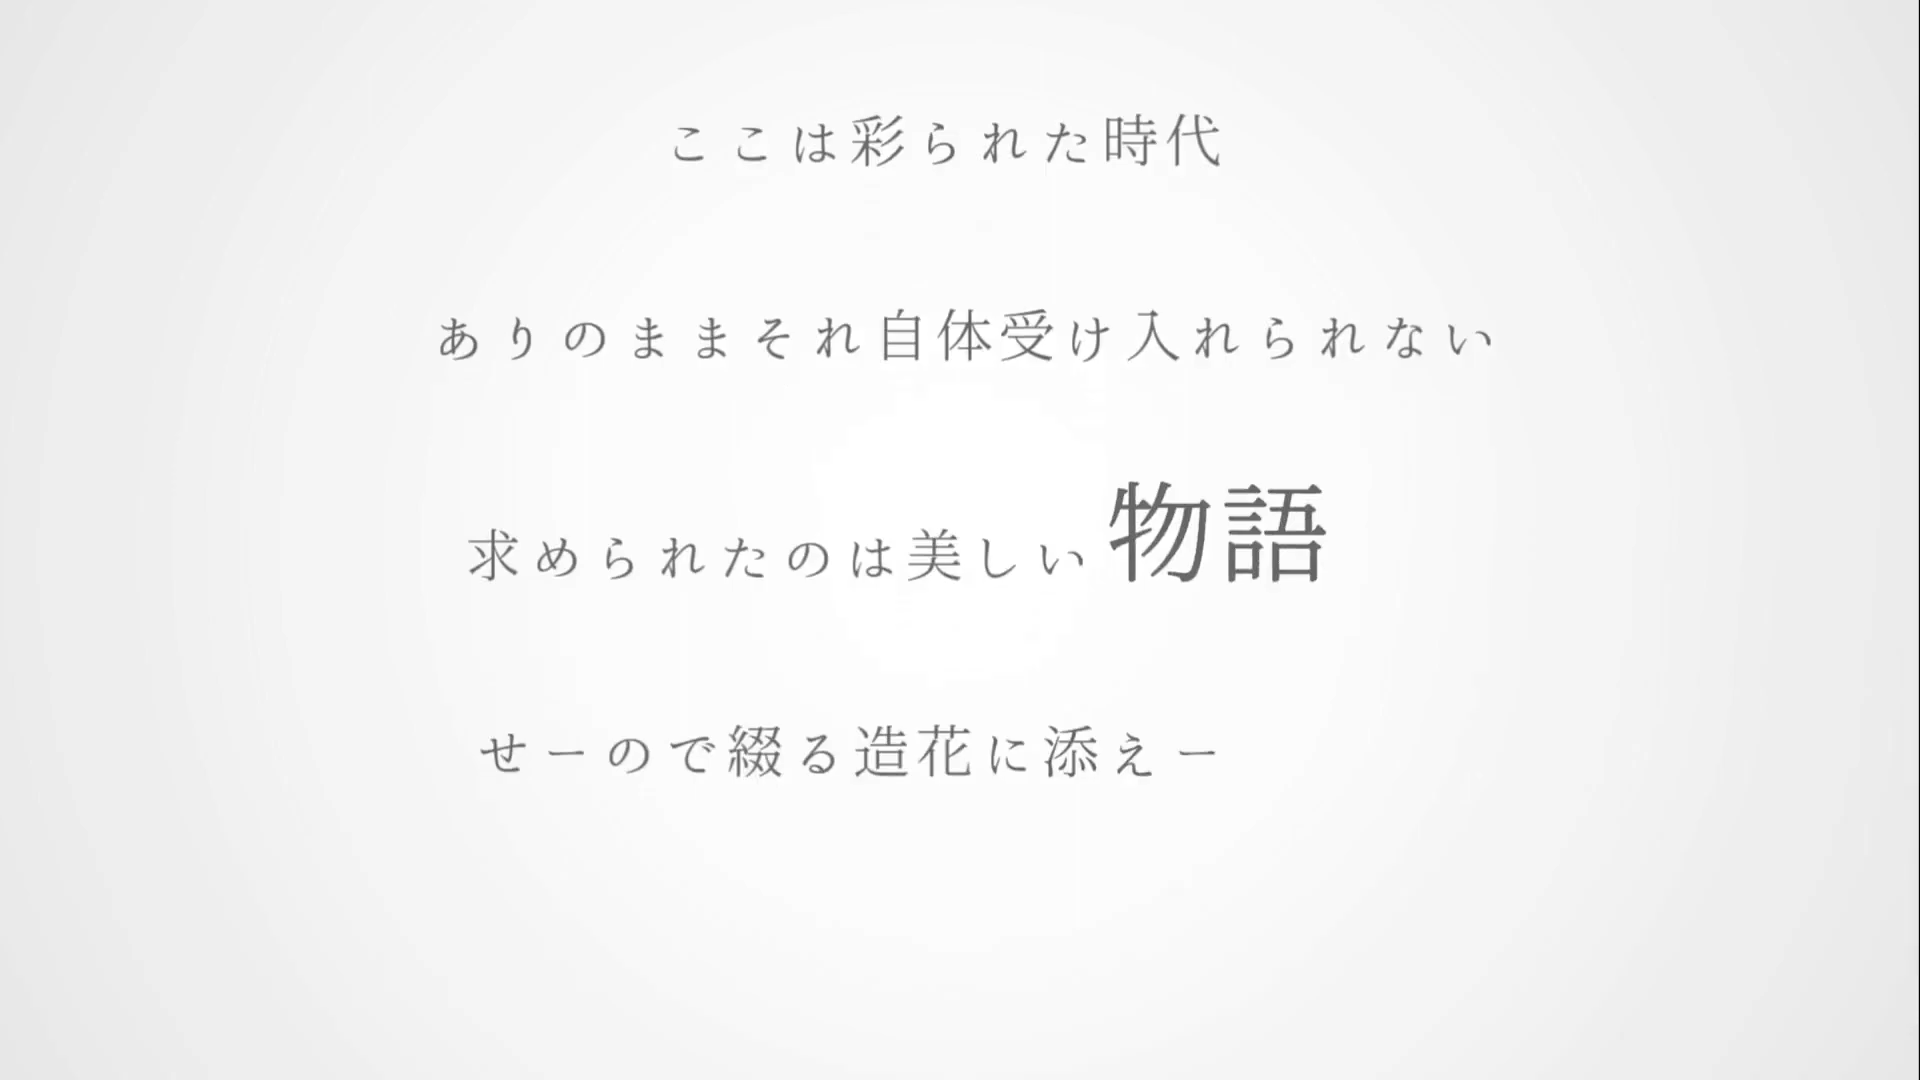 ここは彩られた時代
ありのままそれ自体受け入れられない
求められたのは美しい物語
せーので綴る造花に添えー